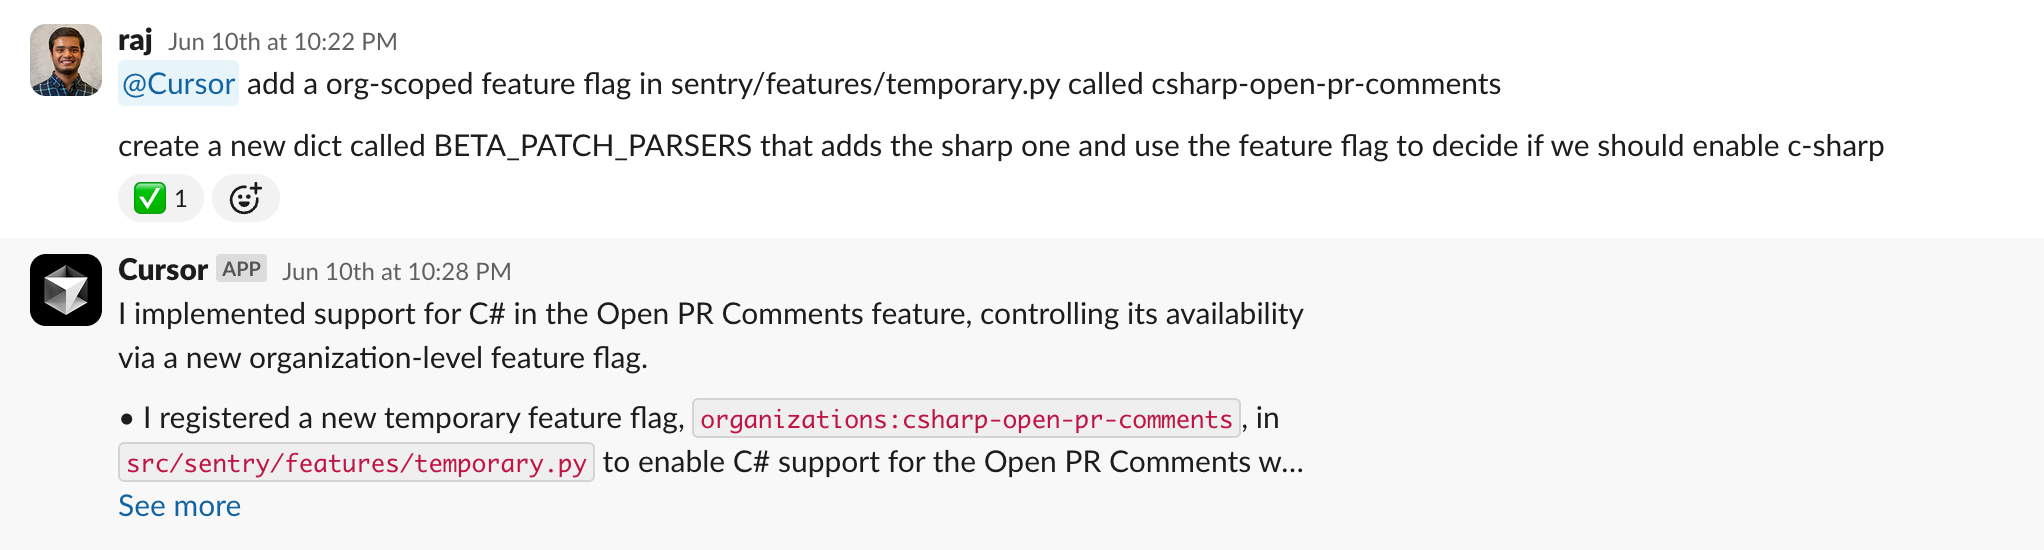 raj Jun 10th at 10:22 PM
@Cursor add a org-scoped feature flag in sentry/features/temporary.py called csharp-open-pr-comments
create a new dict called BETA_PATCH_PARSERS that adds the sharp one and use the feature flag to decide if we should enable c-sharp
✅ 1
Cursor APP Jun 10th at 10:28 PM
I implemented support for C# in the Open PR Comments feature, controlling its availability
via a new organization-level feature flag.
• I registered a new temporary feature flag, organizations:csharp-open-pr-comments, in
src/sentry/features/temporary.py to enable C# support for the Open PR Comments w...
See more